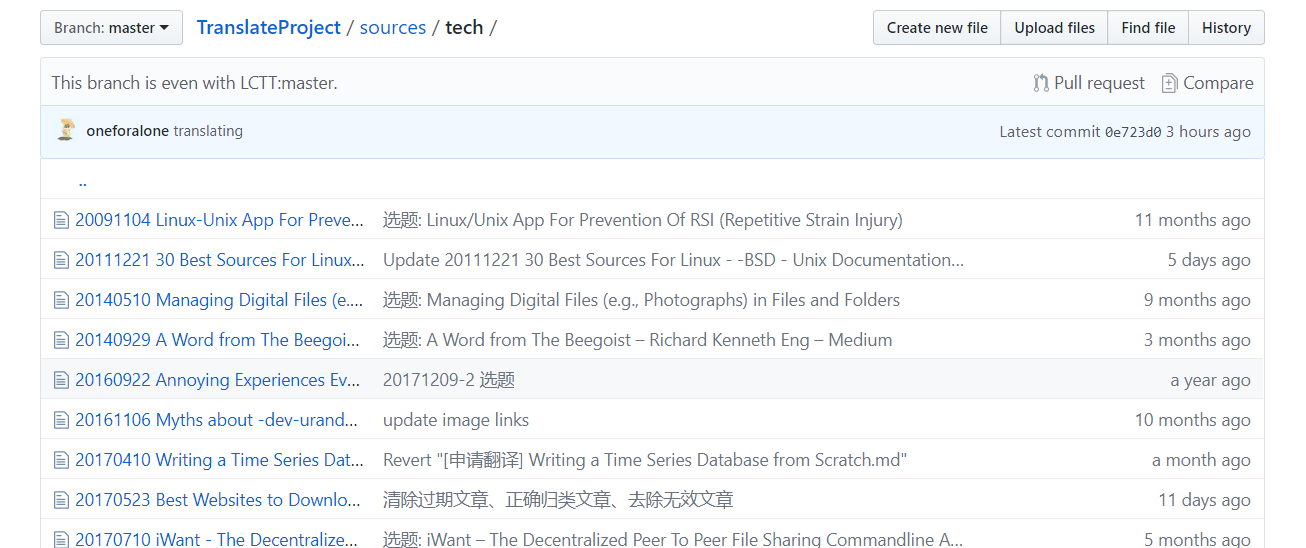 Branch: master TranslateProject / sources / tech / Create new file Upload files Find file History
This branch is even with LCTT:master. Pull request Compare
oneforalone translating Latest commit 0e723d0 3 hours ago
..
20091104 Linux-Unix App For Preve... 选题: Linux/Unix App For Prevention Of RSI (Repetitive Strain Injury) 11 months ago
20111221 30 Best Sources For Linux... Update 20111221 30 Best Sources For Linux - -BSD - Unix Documentation... 5 days ago
20140510 Managing Digital Files (e.... 选题: Managing Digital Files (e.g., Photographs) in Files and Folders 9 months ago
20140929 A Word from The Beegoi... 选题: A Word from The Beegoist – Richard Kenneth Eng – Medium 3 months ago
20160922 Annoying Experiences Ev... 20171209-2 选题 a year ago
20161106 Myths about -dev-urand... update image links 10 months ago
20170410 Writing a Time Series Dat... Revert "[申请翻译] Writing a Time Series Database from Scratch.md" a month ago
20170523 Best Websites to Downlo... 清除过期文章、正确归类文章、去除无效文章 11 days ago
20170710 iWant - The Decentralize... 选题: iWant – The Decentralized Peer To Peer File Sharing Commandline A... 5 months ago